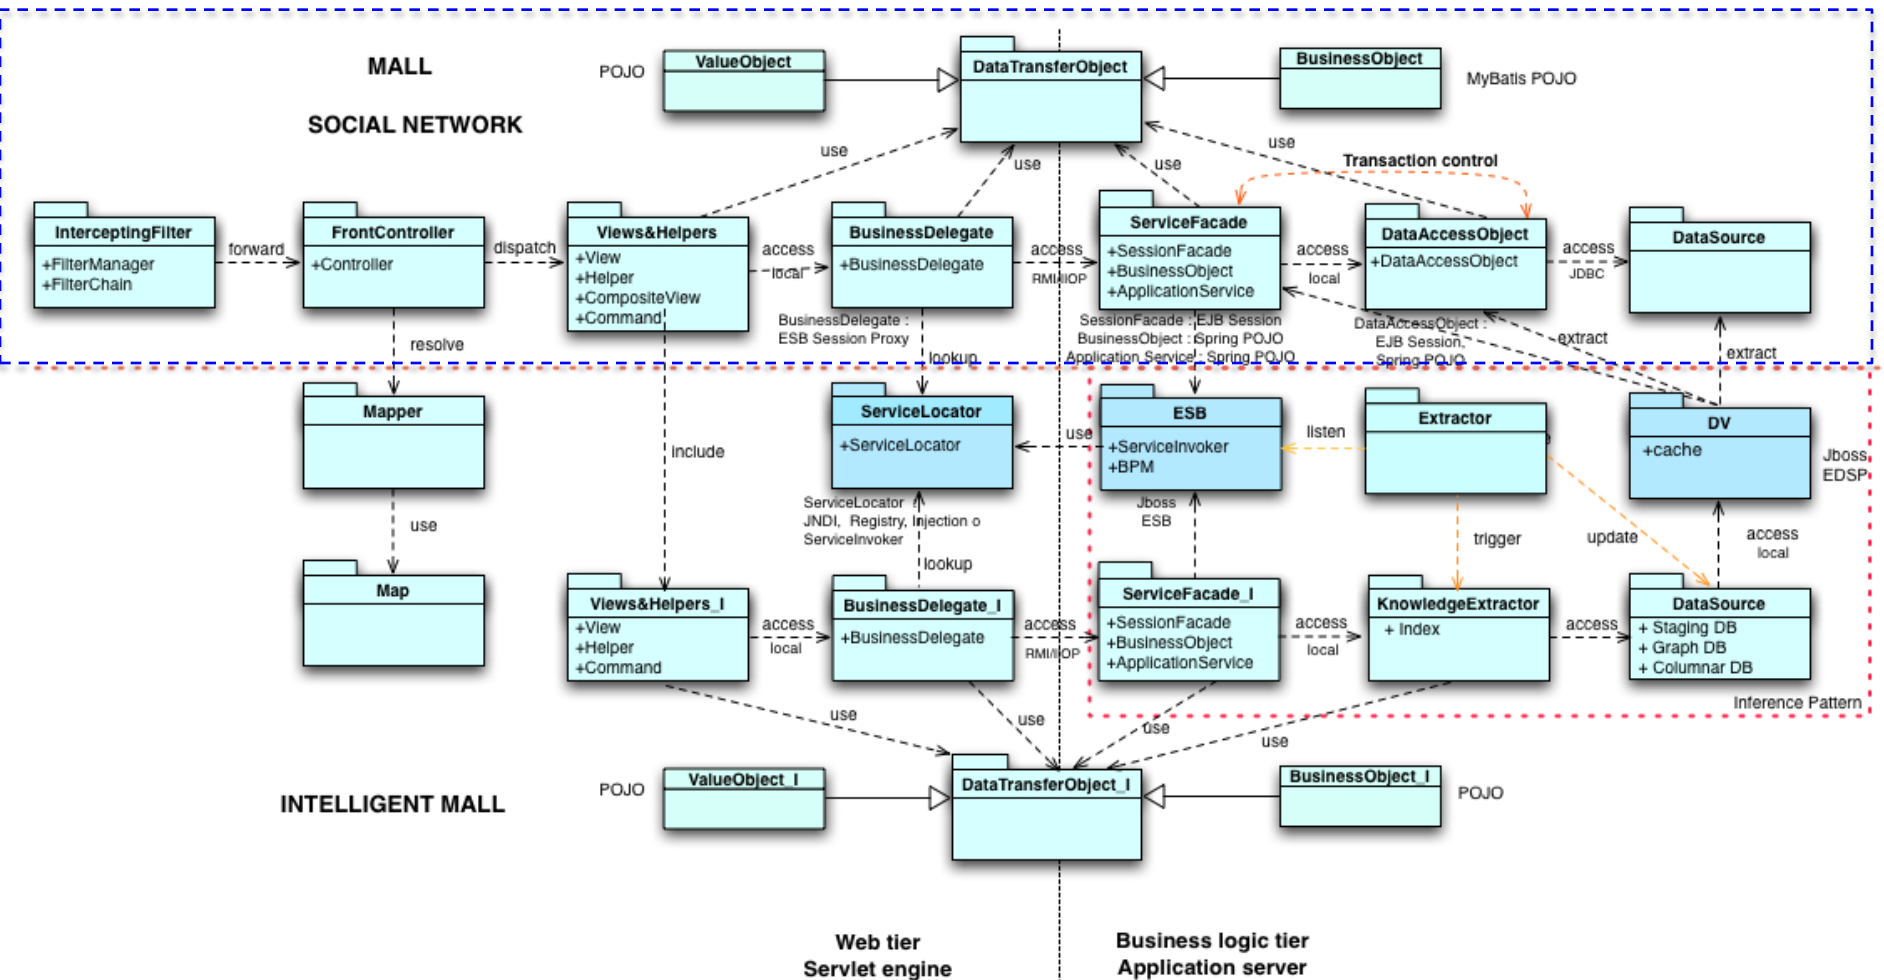 MALL
SOCIAL NETWORK
POJO
ValueObject
DataTransferObject
BusinessObject
MyBatis POJO
use
use
use
use
Transaction control
InterceptingFilter
+FilterManager
+FilterChain
forward
FrontController
+Controller
dispatch
Views&Helpers
+View
+Helper
+CompositeView
+Command
access
local
BusinessDelegate
+BusinessDelegate
access
RMI/IIOP
ServiceFacade
+SessionFacade
+BusinessObject
+ApplicationService
access
local
DataAccessObject
+DataAccessObject
access
JDBC
DataSource
BusinessDelegate :
ESB Session Proxy
SessionFacade : EJB Session
BusinessObject : Spring POJO
Application Service : Spring POJO
DataAccessObject :
EJB Session,
Spring POJO
resolve
lookup
extract
extract
Mapper
ServiceLocator
+ServiceLocator
use
ESB
+ServiceInvoker
+BPM
listen
Extractor
DV
+cache
Jboss
EDSP
include
ServiceLocator :
JNDI, Registry, Injection o
ServiceInvoker
Jboss
ESB
use
lookup
trigger
update
access
local
Map
Views&Helpers_I
+View
+Helper
+Command
access
local
BusinessDelegate_I
+BusinessDelegate
access
RMI/IIOP
ServiceFacade_I
+SessionFacade
+BusinessObject
+ApplicationService
access
local
KnowledgeExtractor
+ Index
access
DataSource
+ Staging DB
+ Graph DB
+ Columnar DB
Inference Pattern
use
use
use
use
INTELLIGENT MALL
POJO
ValueObject_I
DataTransferObject_I
BusinessObject_I
POJO
Web tier
Servlet engine
Business logic tier
Application server